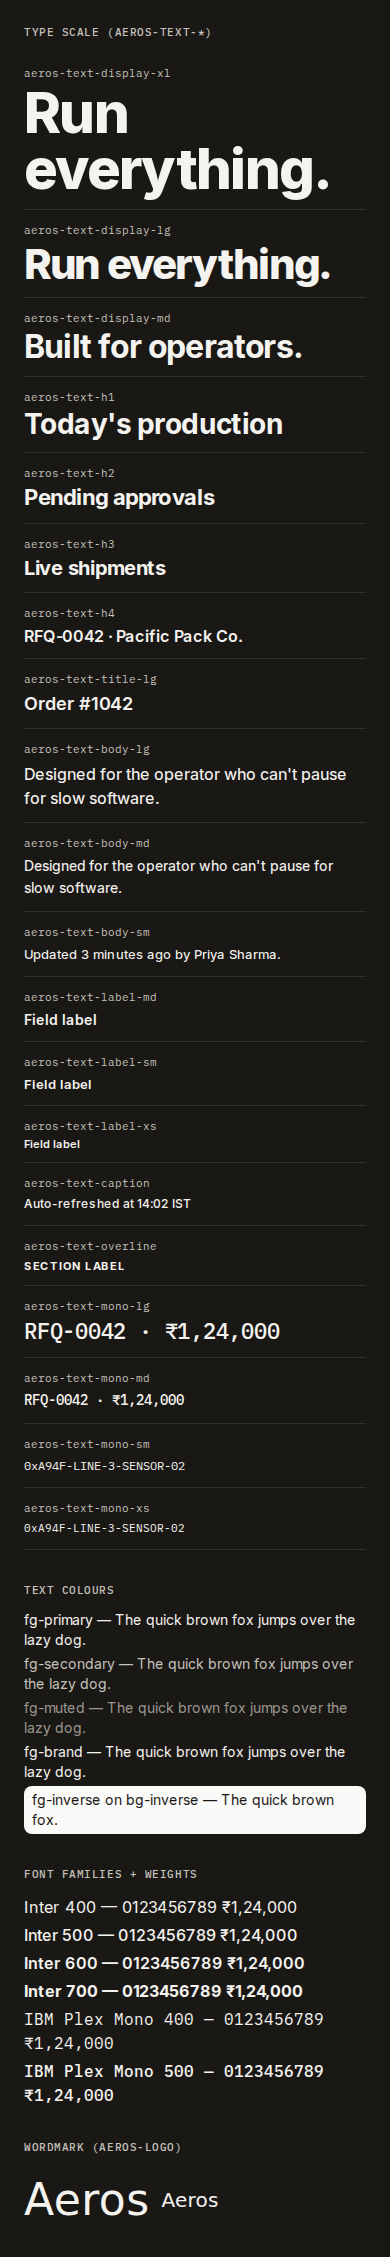 TYPE SCALE (AEROS-TEXT-*)
aeros-text-display-xl
Run
everything.
aeros-text-display-lg
Run everything.
aeros-text-display-md
Built for operators.
aeros-text-h1
Today's production
aeros-text-h2
Pending approvals
aeros-text-h3
Live shipments
aeros-text-h4
RFQ-0042 · Pacific Pack Co.
aeros-text-title-lg
Order #1042
aeros-text-body-lg
Designed for the operator who can't pause
for slow software.
aeros-text-body-md
Designed for the operator who can't pause for
slow software.
aeros-text-body-sm
Updated 3 minutes ago by Priya Sharma.
aeros-text-label-md
Field label
aeros-text-label-sm
Field label
aeros-text-label-xs
Field label
aeros-text-caption
Auto-refreshed at 14:02 IST
aeros-text-overline
SECTION LABEL
aeros-text-mono-lg
RFQ-0042 · ₹1,24,000
aeros-text-mono-md
RFQ-0042 · ₹1,24,000
aeros-text-mono-sm
0xA94F-LINE-3-SENSOR-02
aeros-text-mono-xs
0xA94F-LINE-3-SENSOR-02
TEXT COLOURS
fg-primary — The quick brown fox jumps over the
lazy dog.
fg-secondary — The quick brown fox jumps over
the lazy dog.
fg-muted — The quick brown fox jumps over the
lazy dog.
fg-brand — The quick brown fox jumps over the
lazy dog.
fg-inverse on bg-inverse — The quick brown
fox.
FONT FAMILIES + WEIGHTS
Inter 400 — 0123456789 ₹1,24,000
Inter 500 — 0123456789 ₹1,24,000
Inter 600 — 0123456789 ₹1,24,000
Inter 700 — 0123456789 ₹1,24,000
IBM Plex Mono 400 — 0123456789
₹1,24,000
IBM Plex Mono 500 — 0123456789
₹1,24,000
WORDMARK (AEROS-LOGO)
Aeros Aeros